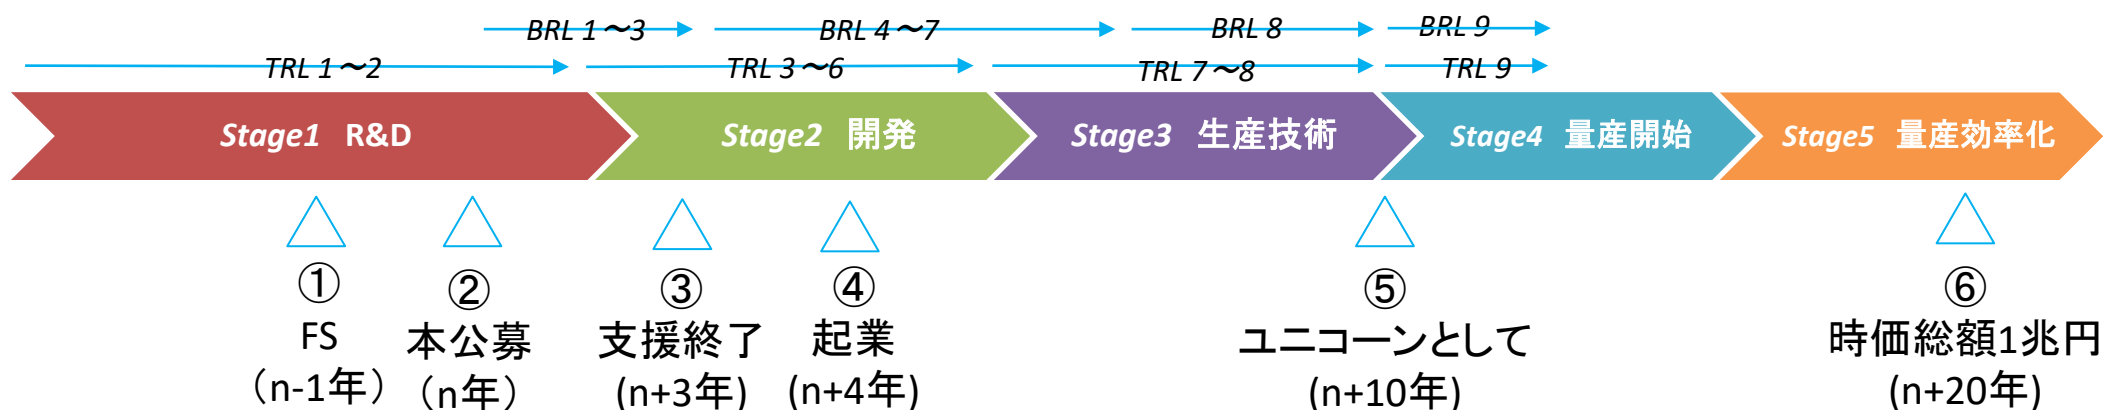 BRL 1～3 BRL 4～7 BRL 8 BRL 9
TRL 1～2 TRL 3～6 TRL 7～8 TRL 9
Stage1 R&D Stage2 開発 Stage3 生産技術 Stage4 量産開始 Stage5 量産効率化
① ② ③ ④ ⑤ ⑥
FS 本公募 支援終了 起業 ユニコーンとして 時価総額1兆円
（n-1年） （n年） (n+3年) (n+4年) (n+10年) (n+20年)